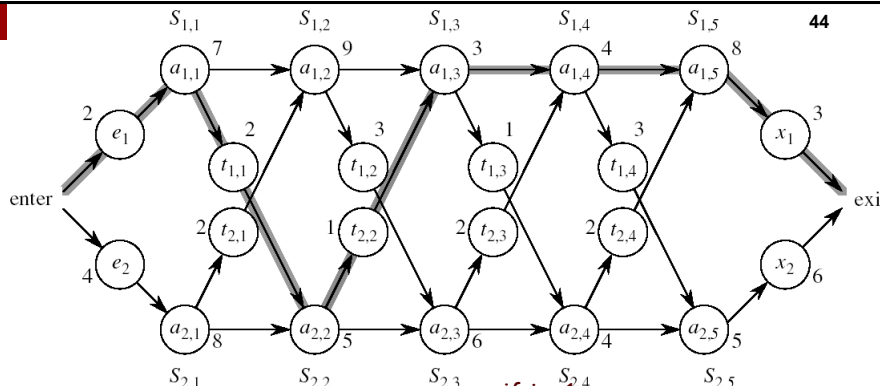 S1,1 S1,2 S1,3 S1,4 S1,5 44
7 9 3 4 8
a1,1 a1,2 a1,3 a1,4 a1,5
2 3
e1 x1
2 3 1 3
t1,1 t1,2 t1,3 t1,4
enter exi
2 1 2 2
t2,1 t2,2 t2,3 t2,4
e2 x2
4 6
a2,1 a2,2 a2,3 a2,4 a2,5
8 5 6 4 5
S2,1 S2,2 S2,3 S2,4 S2,5